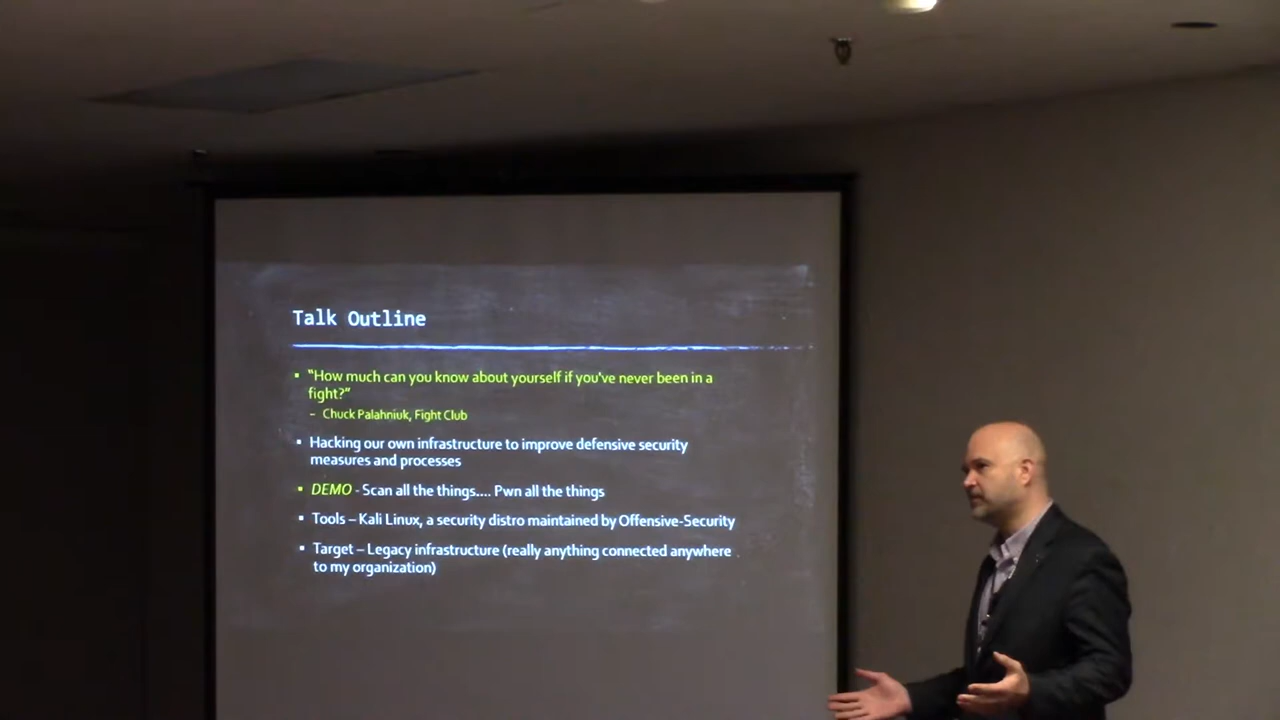 Talk Outline
▪ "How much can you know about yourself if you've never been in a
fight?"
– Chuck Palahniuk, Fight Club
▪ Hacking our own infrastructure to improve defensive security
measures and processes
▪ DEMO - Scan all the things.... Pwn all the things
▪ Tools – Kali Linux, a security distro maintained by Offensive-Security
▪ Target – Legacy infrastructure (really anything connected anywhere
to my organization)